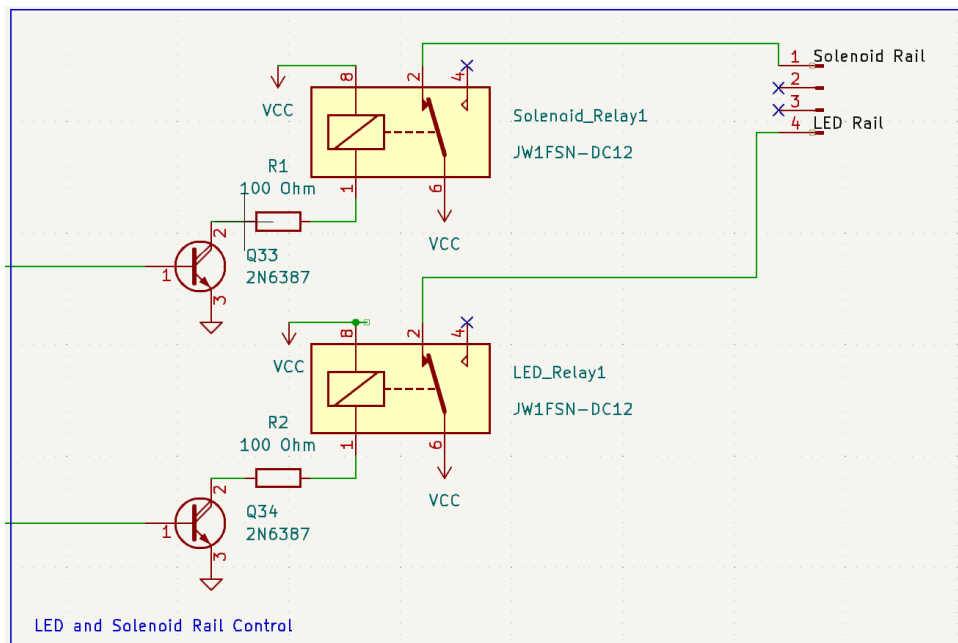 1 Solenoid Rail
2
3
4 LED Rail
8 2 4
VCC
Solenoid_Relay1
JW1FSN-DC12
R1
100 Ohm
1 6
VCC
2
Q33
2N6387
1
3
8 2 4
VCC
LED_Relay1
JW1FSN-DC12
R2
100 Ohm
1 6
VCC
2
Q34
2N6387
1
3
LED and Solenoid Rail Control